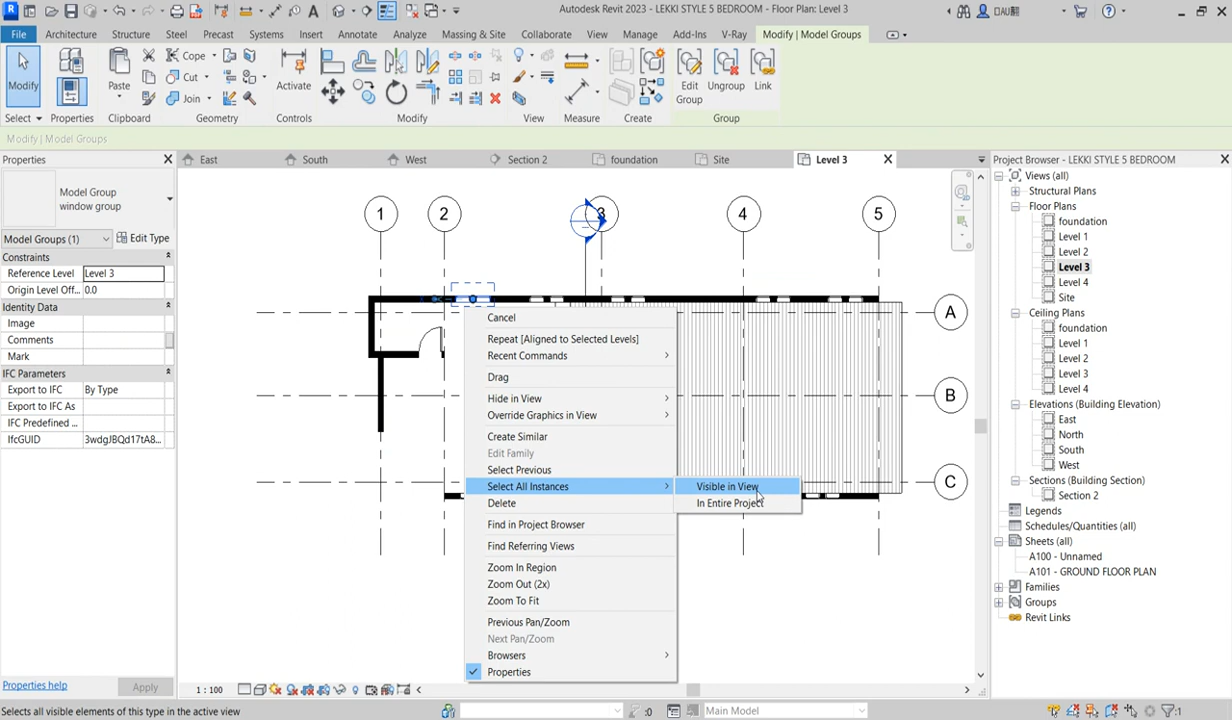 Autodesk Revit 2023 - LEKKI STYLE 5 BEDROOM - Floor Plan: Level 3
File Architecture Structure Steel Precast Systems Insert Annotate Analyze Massing & Site Collaborate View Manage Add-Ins V-Ray Modify | Model Groups
Modify
Paste
Cope
Cut
Join
Activate
Edit Group
Ungroup
Link
Select Properties Clipboard Geometry Controls Modify View Measure Create Group
Modify | Model Groups
Properties
East South West Section 2 foundation Site Level 3
Project Browser - LEKKI STYLE 5 BEDROOM
Model Group
window group
Model Groups (1)
Edit Type
Constraints
Reference Level Level 3
Origin Level Off... 0.0
Identity Data
Image
Comments
Mark
IFC Parameters
Export to IFC By Type
Export to IFC As
IFC Predefined ...
IfcGUID 3wdgJBQd17tA8...
Properties help
Apply
1 2 3 4 5
A
B
C
Cancel
Repeat [Aligned to Selected Levels]
Recent Commands
Drag
Hide in View
Override Graphics in View
Create Similar
Edit Family
Select Previous
Select All Instances
Visible in View
In Entire Project
Delete
Find in Project Browser
Find Referring Views
Zoom In Region
Zoom Out (2x)
Zoom To Fit
Previous Pan/Zoom
Next Pan/Zoom
Browsers
Properties
Views (all)
Structural Plans
Floor Plans
foundation
Level 1
Level 2
Level 3
Level 4
Site
Ceiling Plans
foundation
Level 1
Level 2
Level 3
Level 4
Elevations (Building Elevation)
East
North
South
West
Sections (Building Section)
Section 2
Legends
Schedules/Quantities (all)
Sheets (all)
A100 - Unnamed
A101 - GROUND FLOOR PLAN
Families
Groups
Revit Links
1 : 100
Selects all visible elements of this type in the active view
:0
Main Model
:1